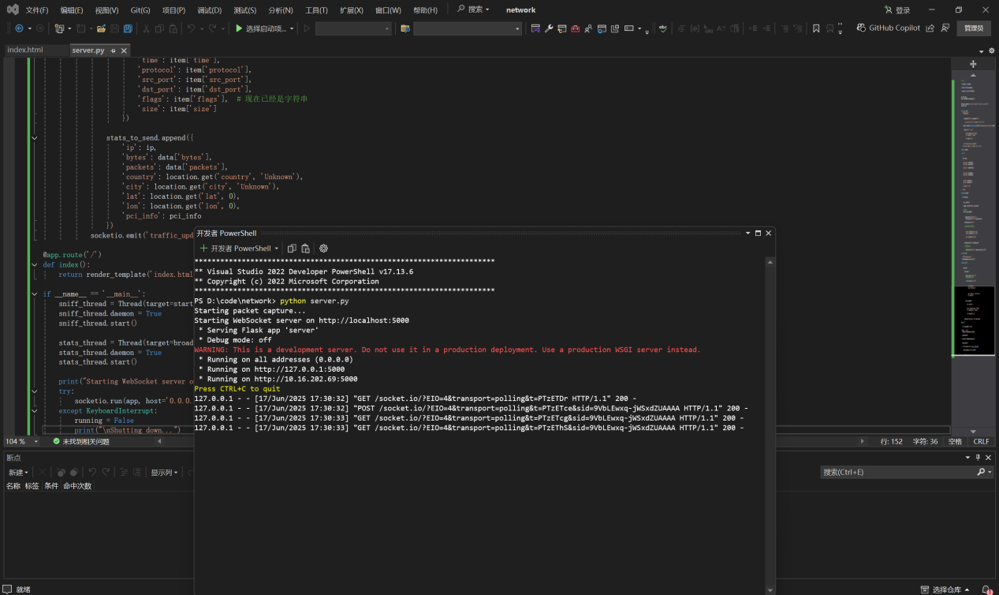 文件(F) 编辑(E) 视图(V) Git(G) 项目(P) 调试(D) 测试(S) 分析(N) 工具(T) 扩展(X) 窗口(W) 帮助(H) 搜索 network 登录
选择启动项... GitHub Copilot 管理员
index.html server.py
'time': item['time'],
'protocol': item['protocol'],
'src_port': item['src_port'],
'dst_port': item['dst_port'],
'flags': item['flags'], # 现在已经是字符串
'size': item['size']
})
stats_to_send.append({
'ip': ip,
'bytes': data['bytes'],
'packets': data['packets'],
'country': location.get('country', 'Unknown'),
'city': location.get('city', 'Unknown'),
'lat': location.get('lat', 0),
'lon': location.get('lon', 0),
'pci_info': pci_info
})
socketio.emit('traffic_upd
@app.route('/')
def index():
return render_template('index.html
if __name__ == '__main__':
sniff_thread = Thread(target=start
sniff_thread.daemon = True
sniff_thread.start()
stats_thread = Thread(target=broad
stats_thread.daemon = True
stats_thread.start()
print("Starting WebSocket server o
try:
socketio.run(app, host='0.0.0.
except KeyboardInterrupt:
running = False
print("\nShutting down...")
开发者 PowerShell
开发者 PowerShell
**********************************************************************
** Visual Studio 2022 Developer PowerShell v17.13.6
** Copyright (c) 2022 Microsoft Corporation
**********************************************************************
PS D:\code\network> python server.py
Starting packet capture...
Starting WebSocket server on http://localhost:5000
* Serving Flask app 'server'
* Debug mode: off
WARNING: This is a development server. Do not use it in a production deployment. Use a production WSGI server instead.
* Running on all addresses (0.0.0.0)
* Running on http://127.0.0.1:5000
* Running on http://10.16.202.69:5000
Press CTRL+C to quit
127.0.0.1 - - [17/Jun/2025 17:30:32] "GET /socket.io/?EIO=4&transport=polling&t=PTzETDr HTTP/1.1" 200 -
127.0.0.1 - - [17/Jun/2025 17:30:32] "POST /socket.io/?EIO=4&transport=polling&t=PTzETce&sid=9VbLEwxq-jWSxdZUAAAA HTTP/1.1" 200 -
127.0.0.1 - - [17/Jun/2025 17:30:33] "GET /socket.io/?EIO=4&transport=polling&t=PTzETcg&sid=9VbLEwxq-jWSxdZUAAAA HTTP/1.1" 200 -
127.0.0.1 - - [17/Jun/2025 17:30:33] "GET /socket.io/?EIO=4&transport=polling&t=PTzEThS&sid=9VbLEwxq-jWSxdZUAAAA HTTP/1.1" 200 -
104 % 未找到相关问题 行: 152 字符: 36 空格 CRLF
断点
新建 显示列 搜索(Ctrl+E)
名称 标签 条件 命中次数
就绪 选择仓库 1